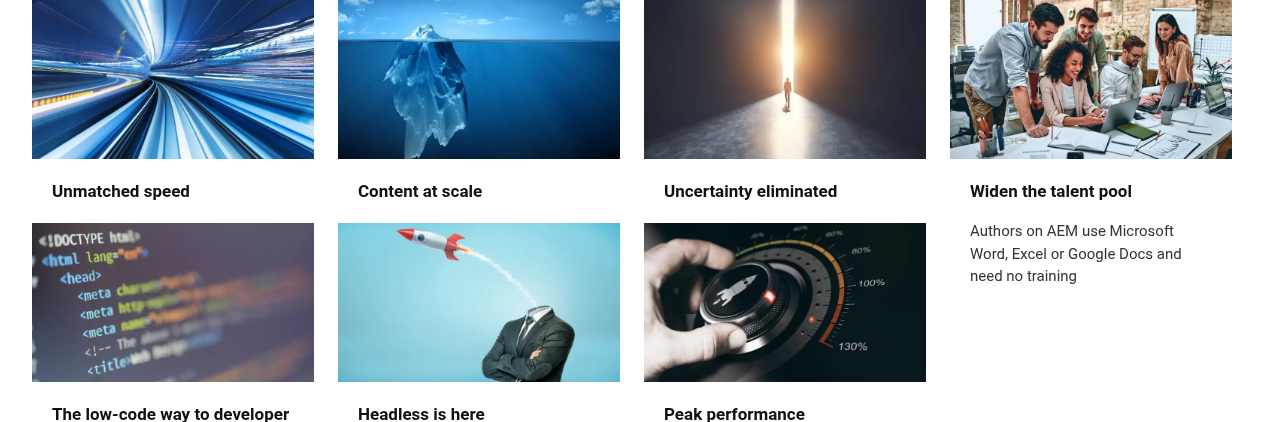 Unmatched speed
Content at scale
Uncertainty eliminated
Widen the talent pool
Authors on AEM use Microsoft
Word, Excel or Google Docs and
need no training
<!DOCTYPE html>
<html lang="en">
<head>
<meta
<meta
<meta
<!-- The
<title>
40%
60%
80%
100%
130%
The low-code way to developer
Headless is here
Peak performance